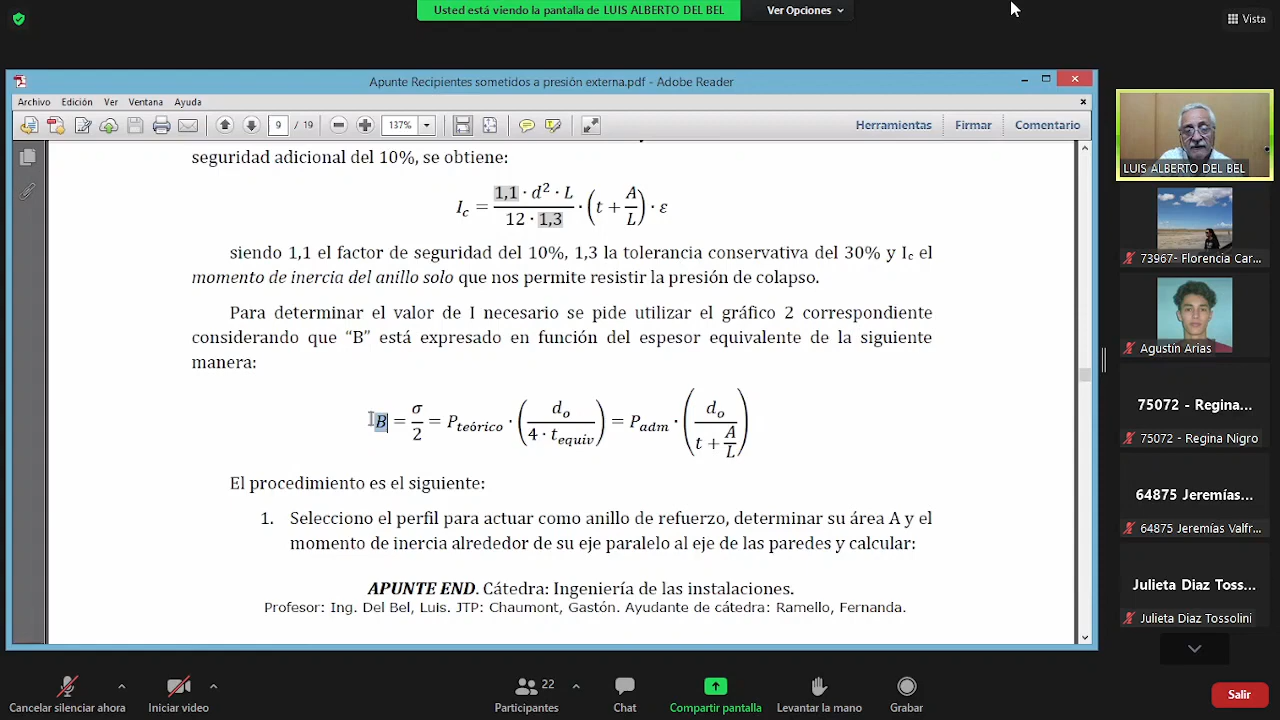 Usted está viendo la pantalla de LUIS ALBERTO DEL BEL
Ver Opciones
Vista
Apunte Recipientes sometidos a presión externa.pdf - Adobe Reader
Archivo Edición Ver Ventana Ayuda
9 / 19 137% Herramientas Firmar Comentario
seguridad adicional del 10%, se obtiene:
I_c = (1,1 · d² · L)/(12 · 1,3) · (t + A/L) · ε
siendo 1,1 el factor de seguridad del 10%, 1,3 la tolerancia conservativa del 30% y I_c el
momento de inercia del anillo solo que nos permite resistir la presión de colapso.
Para determinar el valor de I necesario se pide utilizar el gráfico 2 correspondiente
considerando que “B” está expresado en función del espesor equivalente de la siguiente
manera:
B = σ/2 = P_teórico · (d_o/(4 · t_equiv)) = P_adm · (d_o/(t + A/L))
El procedimiento es el siguiente:
1. Selecciono el perfil para actuar como anillo de refuerzo, determinar su área A y el
momento de inercia alrededor de su eje paralelo al eje de las paredes y calcular:
APUNTE END. Cátedra: Ingeniería de las instalaciones.
Profesor: Ing. Del Bel, Luis. JTP: Chaumont, Gastón. Ayudante de cátedra: Ramello, Fernanda.
LUIS ALBERTO DEL BEL
73967- Florencia Car...
Agustín Arias
75072 - Regina...
75072 - Regina Nigro
64875 Jeremías...
64875 Jeremías Valfr...
Julieta Diaz Toss...
Julieta Diaz Tossolini
Cancelar silenciar ahora
Iniciar video
22
Participantes
Chat
Compartir pantalla
Levantar la mano
Grabar
Salir